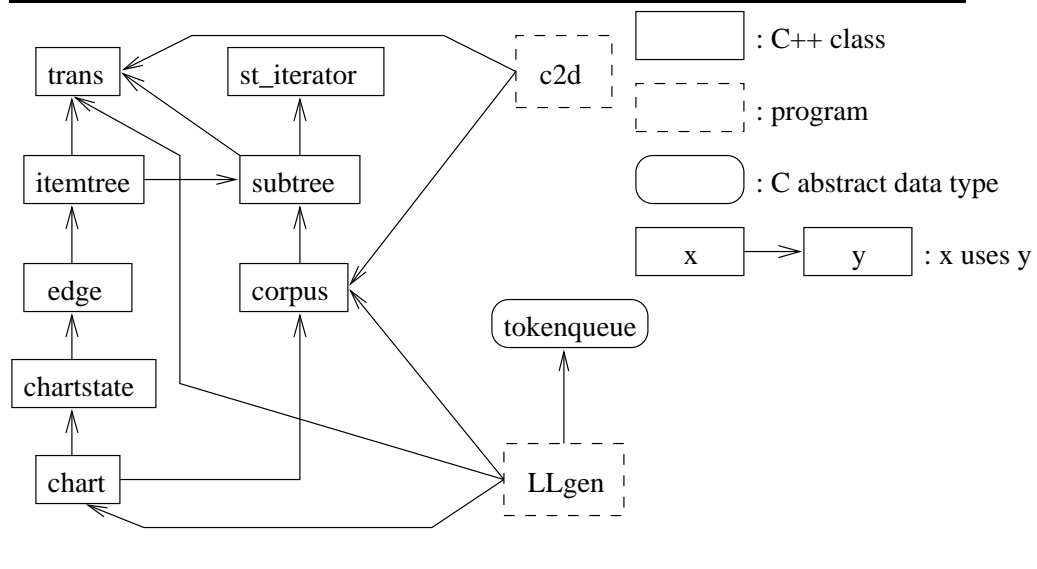 trans
st_iterator
c2d
: C++ class
: program
itemtree
subtree
: C abstract data type
x
y
: x uses y
edge
corpus
tokenqueue
chartstate
chart
LLgen